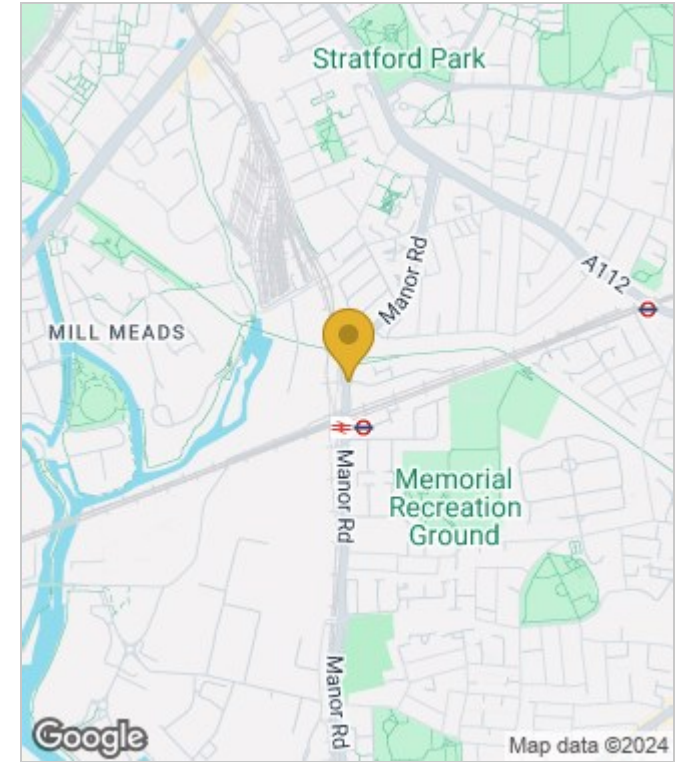 Stratford Park
Manor Rd
A112
MILL MEADS
Manor Rd
Memorial
Recreation
Ground
Manor Rd
Google
Map data ©2024